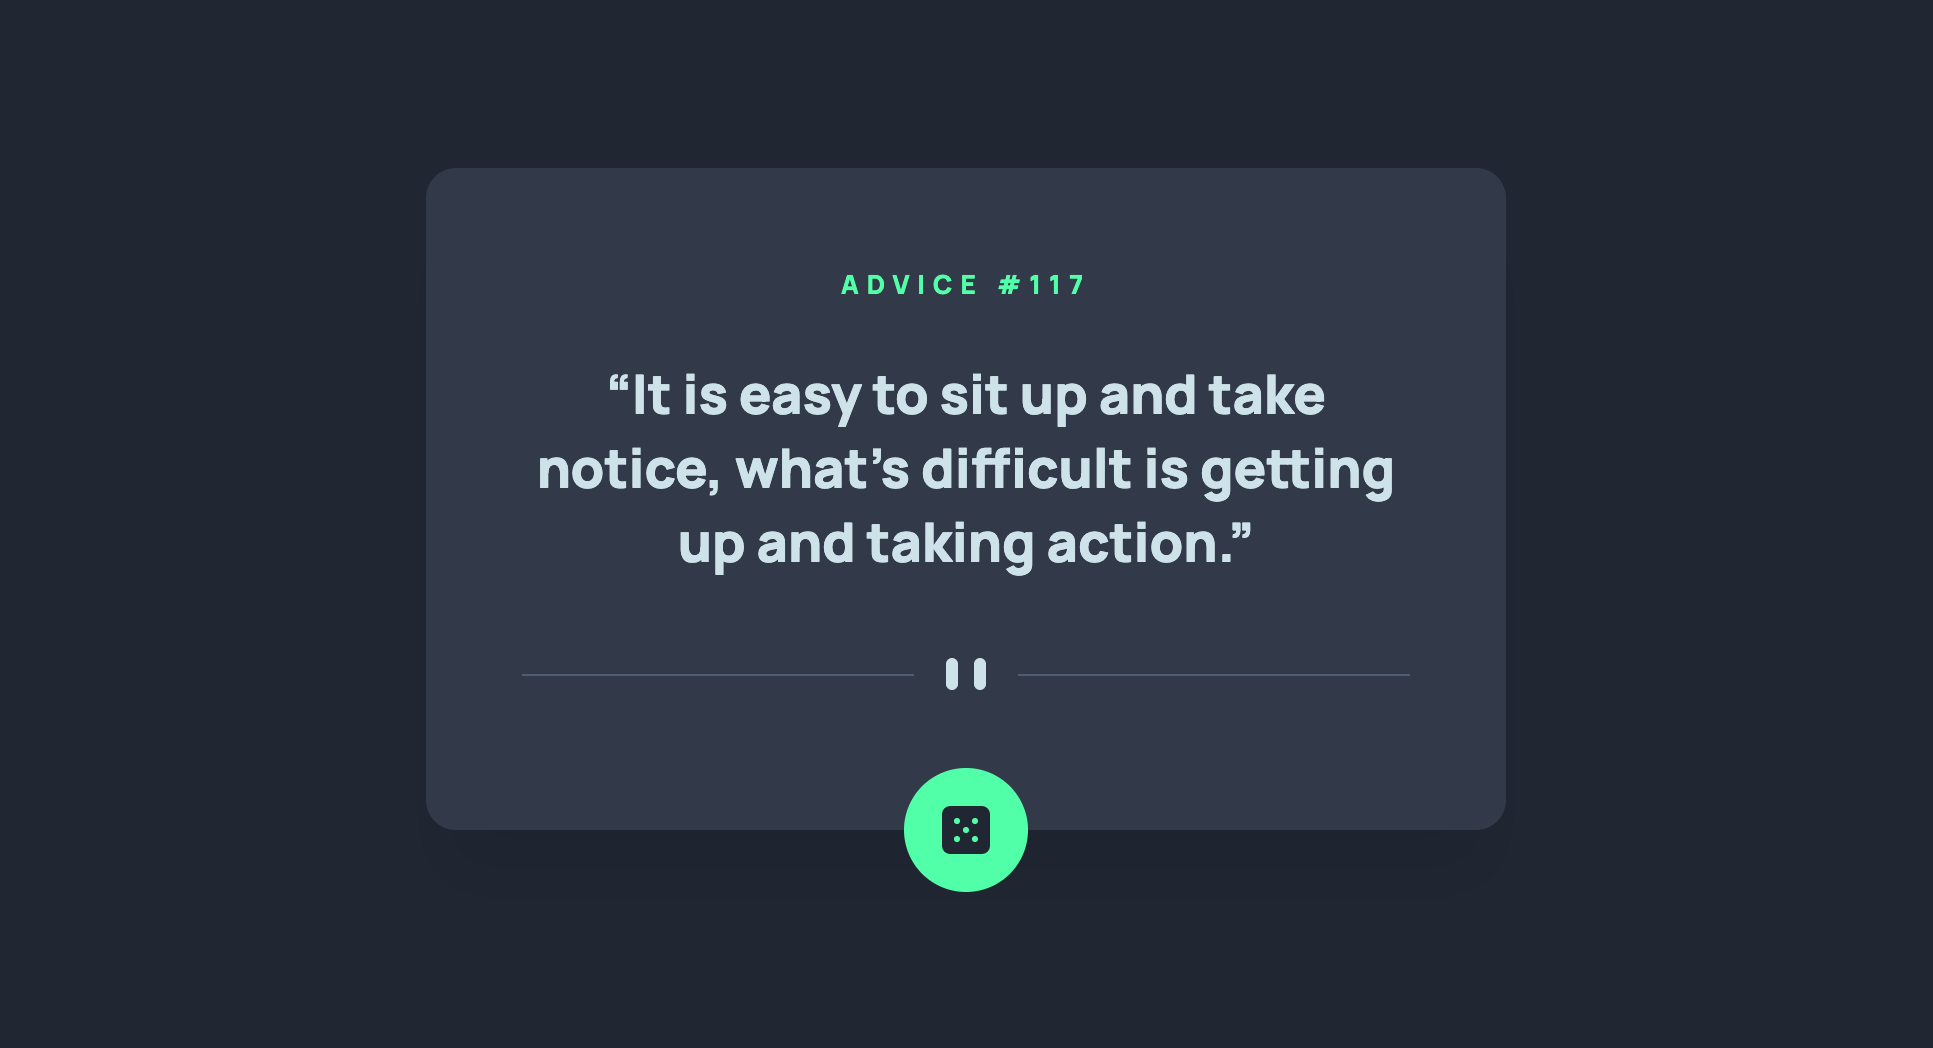 ADVICE #117
“It is easy to sit up and take
notice, what’s difficult is getting
up and taking action.”